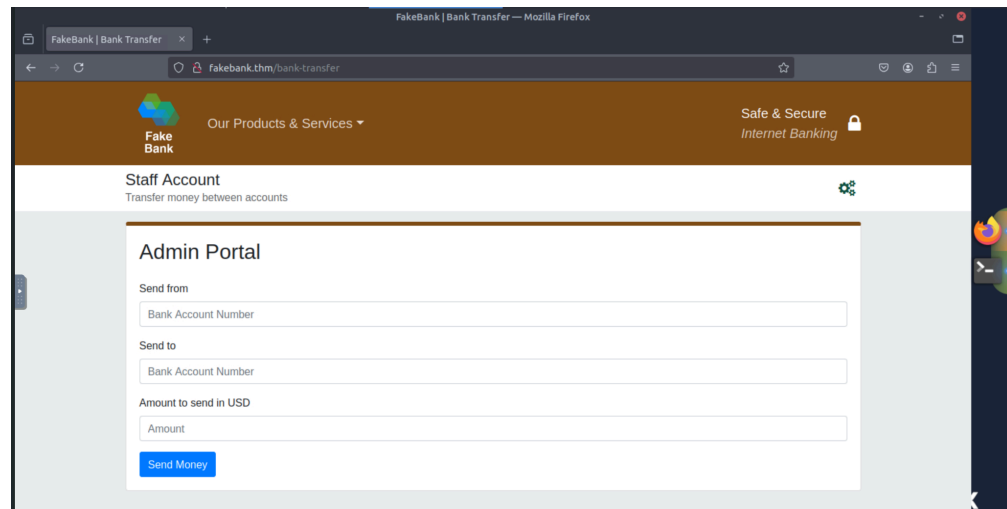 FakeBank | Bank Transfer — Mozilla Firefox
FakeBank | Bank Transfer
fakebank.thm/bank-transfer
Fake
Bank
Our Products & Services
Safe & Secure
Internet Banking
Staff Account
Transfer money between accounts
Admin Portal
Send from
Bank Account Number
Send to
Bank Account Number
Amount to send in USD
Amount
Send Money